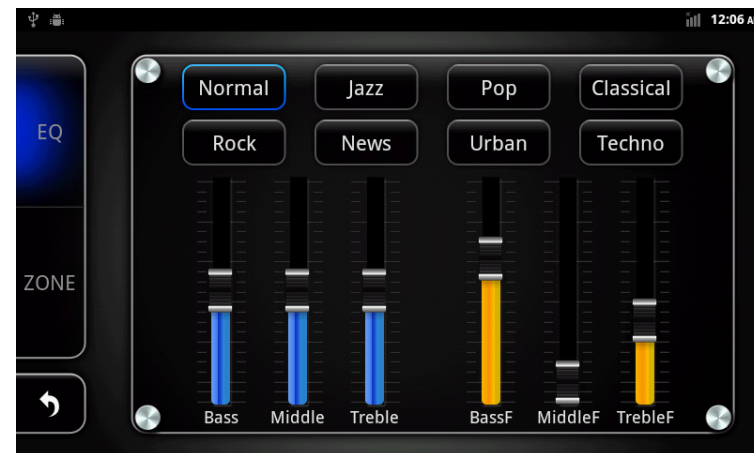 12:06 A
EQ
ZONE
Normal Jazz Pop Classical
Rock News Urban Techno
Bass Middle Treble BassF MiddleF TrebleF